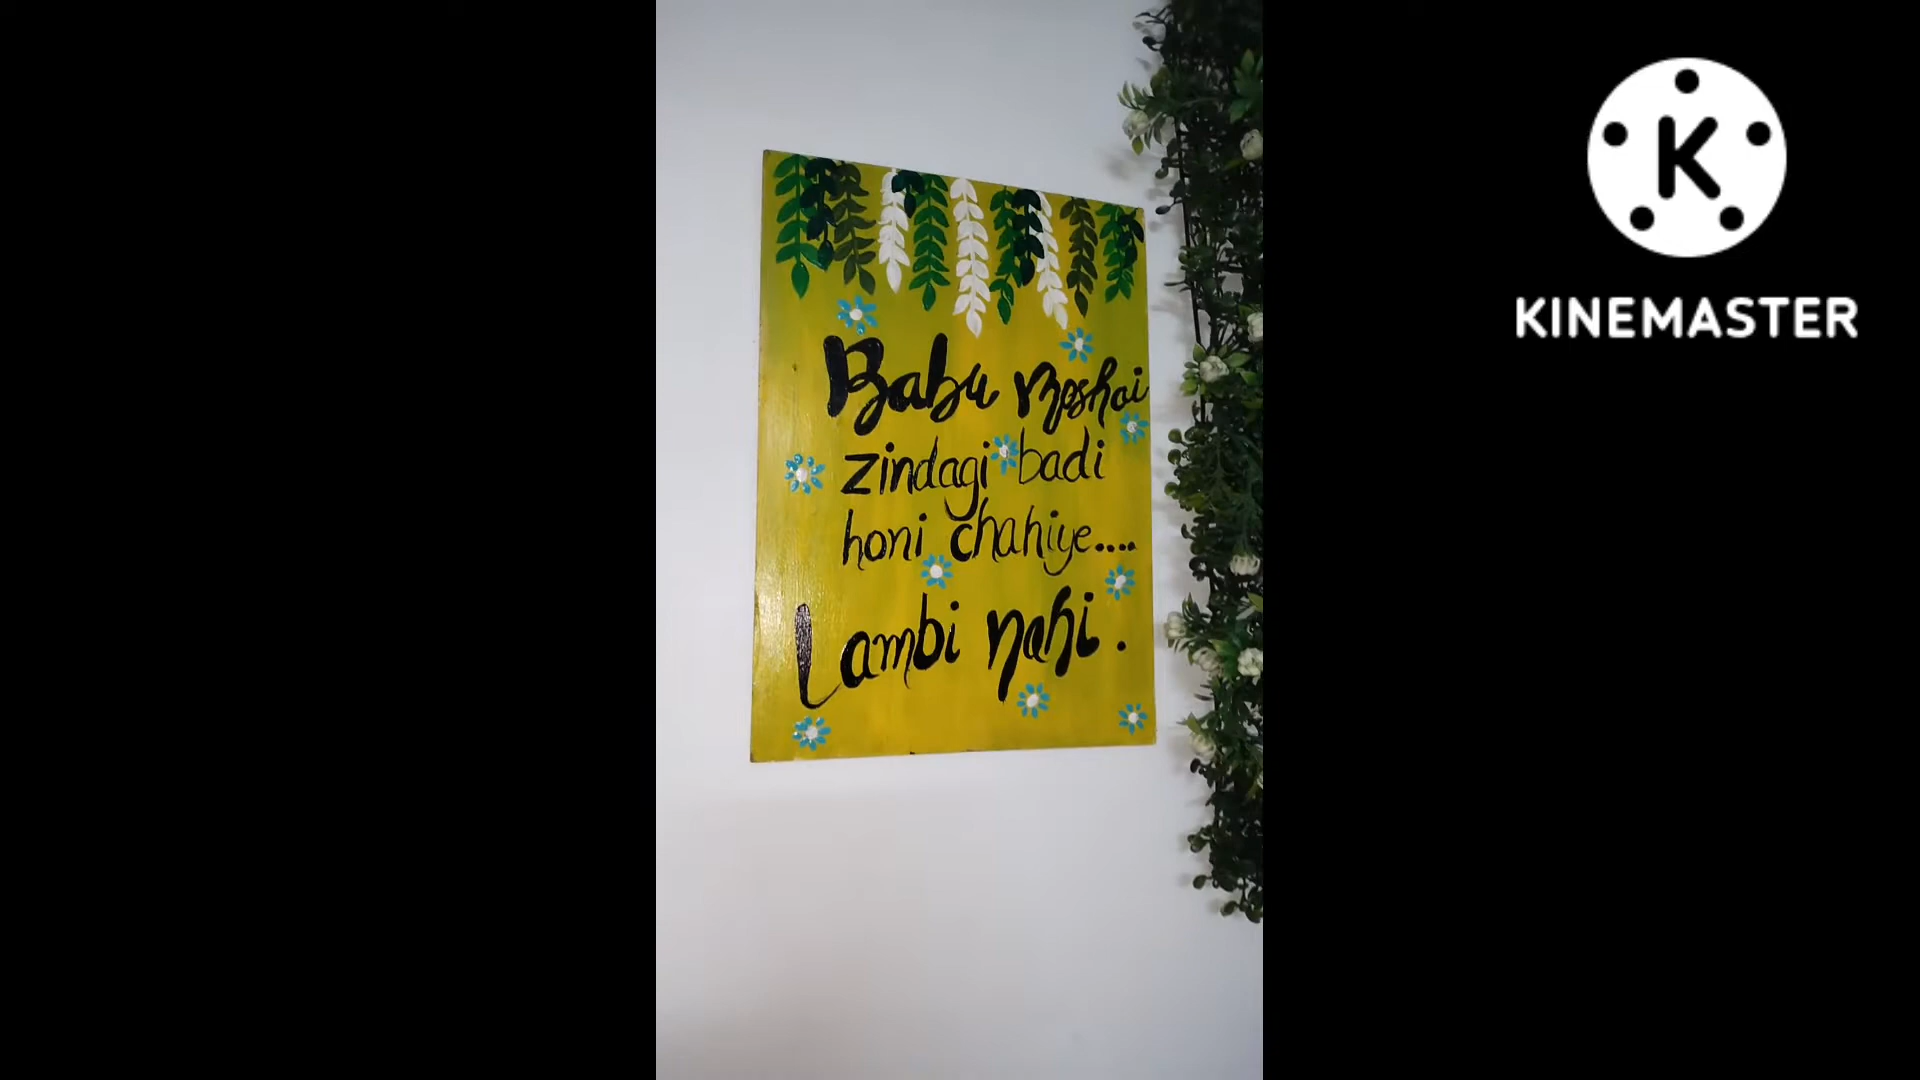 Babu Moshai
zindagi badi
honi chahiye....
Lambi nahi .
K
KINEMASTER